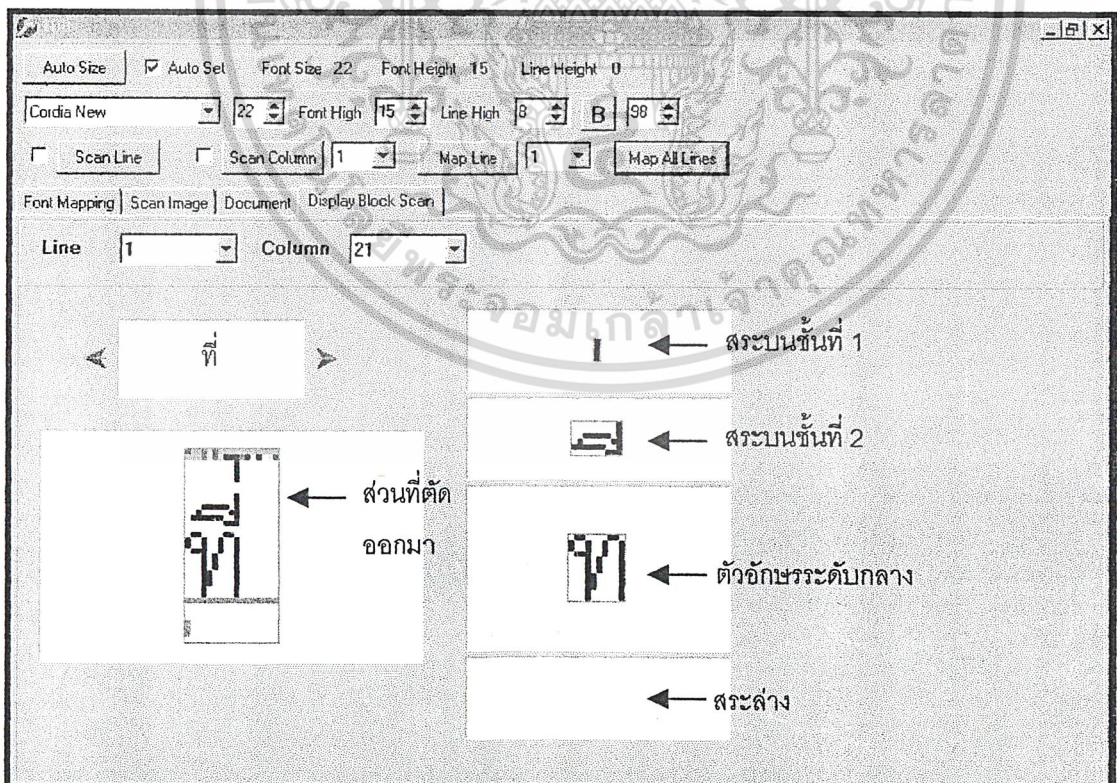 Auto Size Auto Set Font Size 22 Font Height 15 Line Height 0
Cordia New 22 Font High 15 Line High 8 B 98
Scan Line Scan Column 1 Map Line 1 Map All Lines
Font Mapping Scan Image Document Display Block Scan
Line 1 Column 21
ที่
สระบนชั้นที่ 1
สระบนชั้นที่ 2
ส่วนที่ตัด
ออกมา
ตัวอักษรระดับกลาง
สระล่าง